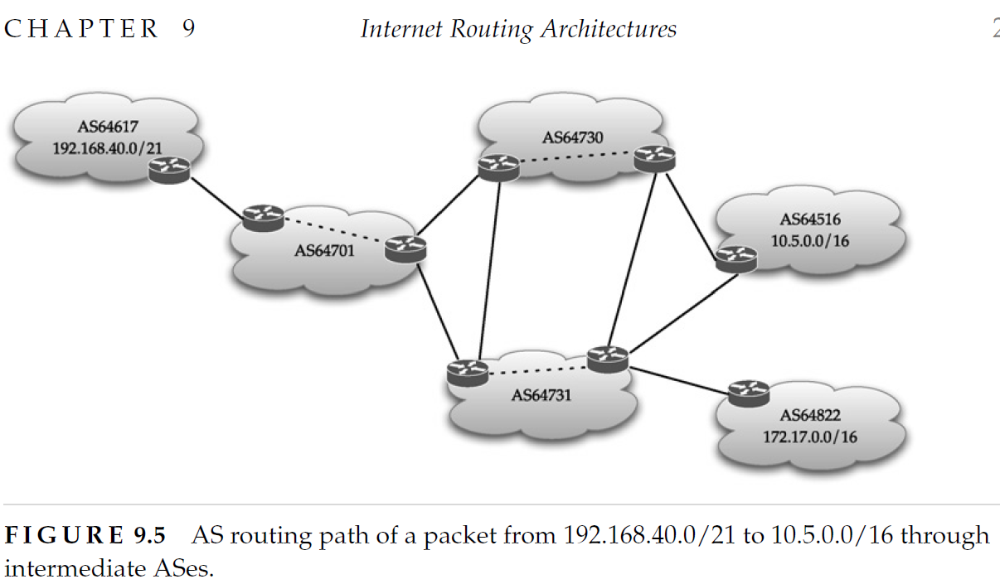 CHAPTER 9
Internet Routing Architectures
AS64617
192.168.40.0/21
AS64730
AS64701
AS64516
10.5.0.0/16
AS64731
AS64822
172.17.0.0/16
FIGURE 9.5 AS routing path of a packet from 192.168.40.0/21 to 10.5.0.0/16 through
intermediate ASes.